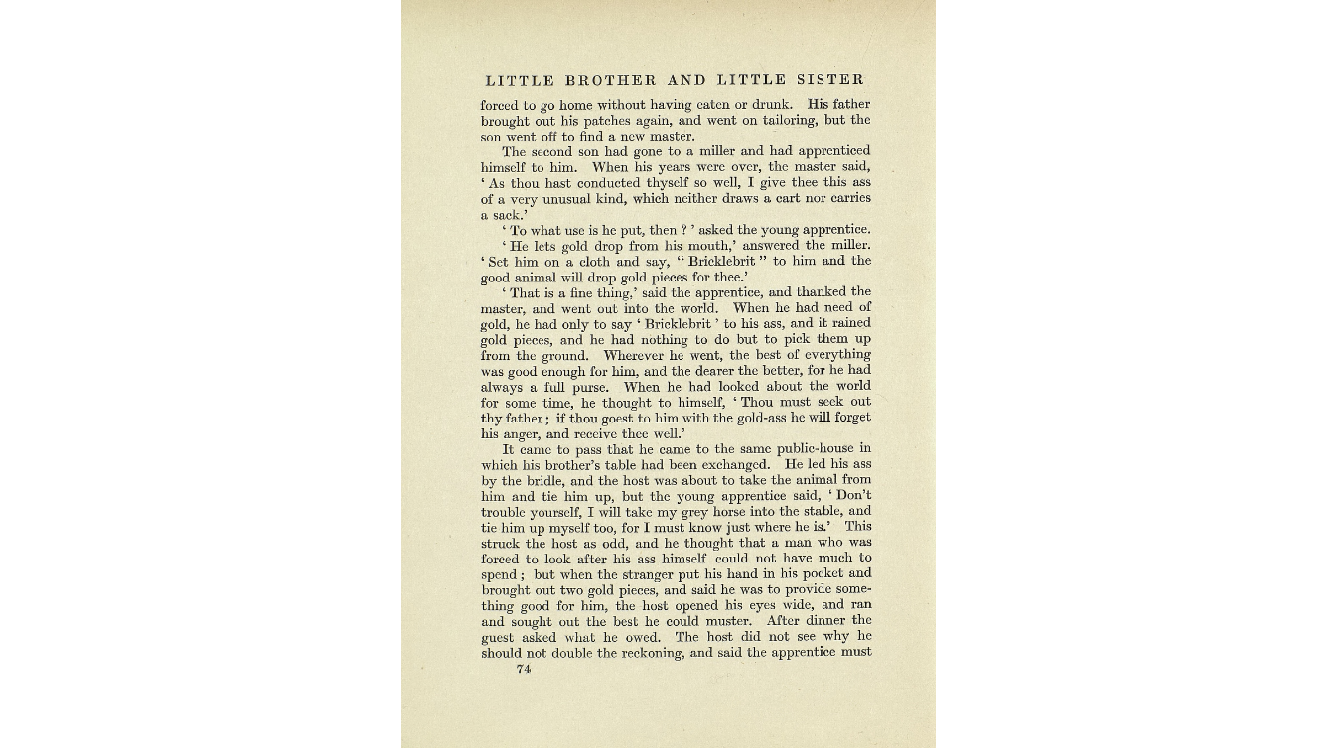 LITTLE BROTHER AND LITTLE SISTER
forced to go home without having eaten or drunk. His father
brought out his patches again, and went on tailoring, but the
son went off to find a new master.
The second son had gone to a miller and had apprenticed
himself to him. When his years were over, the master said,
‘ As thou hast conducted thyself so well, I give thee this ass
of a very unusual kind, which neither draws a cart nor carries
a sack.’
‘ To what use is he put, then ? ’ asked the young apprentice.
‘ He lets gold drop from his mouth,’ answered the miller.
‘ Set him on a cloth and say, “ Bricklebrit ” to him and the
good animal will drop gold pieces for thee.’
‘ That is a fine thing,’ said the apprentice, and thanked the
master, and went out into the world. When he had need of
gold, he had only to say ‘ Bricklebrit ’ to his ass, and it rained
gold pieces, and he had nothing to do but to pick them up
from the ground. Wherever he went, the best of everything
was good enough for him, and the dearer the better, for he had
always a full purse. When he had looked about the world
for some time, he thought to himself, ‘ Thou must seek out
thy father ; if thou goest to him with the gold-ass he will forget
his anger, and receive thee well.’
It came to pass that he came to the same public-house in
which his brother’s table had been exchanged. He led his ass
by the bridle, and the host was about to take the animal from
him and tie him up, but the young apprentice said, ‘ Don’t
trouble yourself, I will take my grey horse into the stable, and
tie him up myself too, for I must know just where he is.’ This
struck the host as odd, and he thought that a man who was
forced to look after his ass himself could not have much to
spend ; but when the stranger put his hand in his pocket and
brought out two gold pieces, and said he was to provide some-
thing good for him, the host opened his eyes wide, and ran
and sought out the best he could muster. After dinner the
guest asked what he owed. The host did not see why he
should not double the reckoning, and said the apprentice must
74